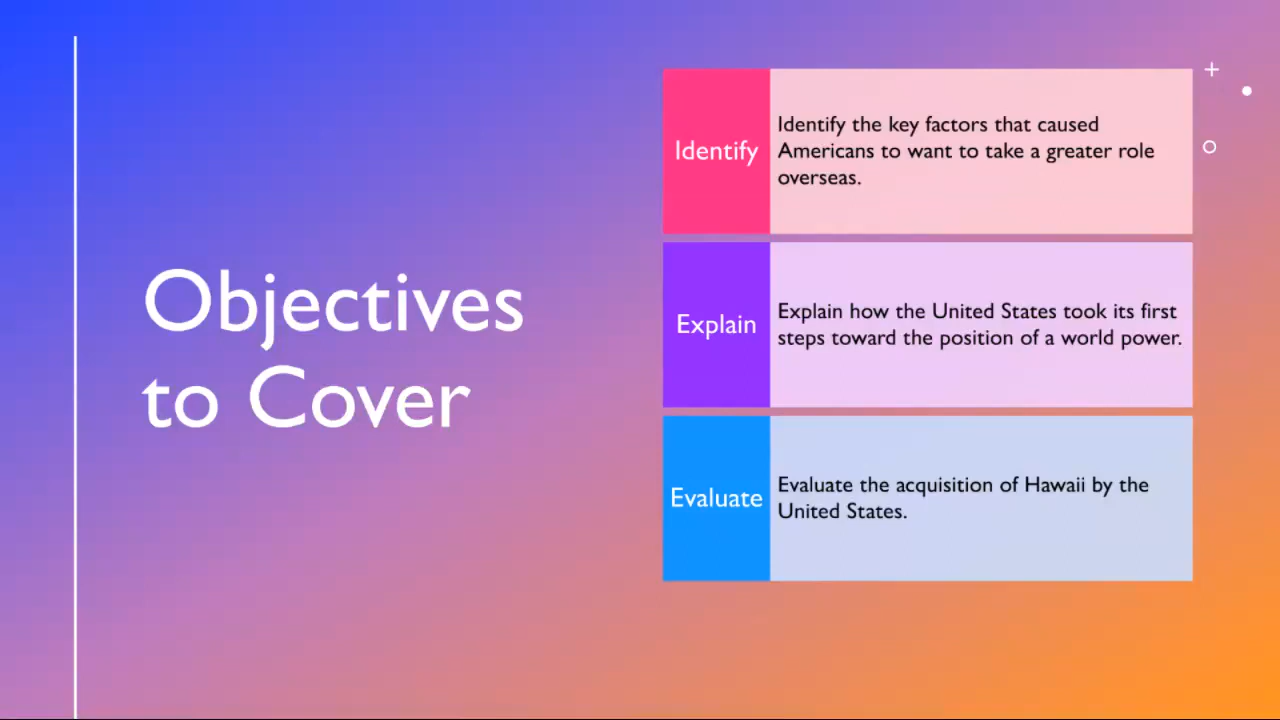 Objectives
to Cover
Identify
Identify the key factors that caused
Americans to want to take a greater role
overseas.
Explain
Explain how the United States took its first
steps toward the position of a world power.
Evaluate
Evaluate the acquisition of Hawaii by the
United States.